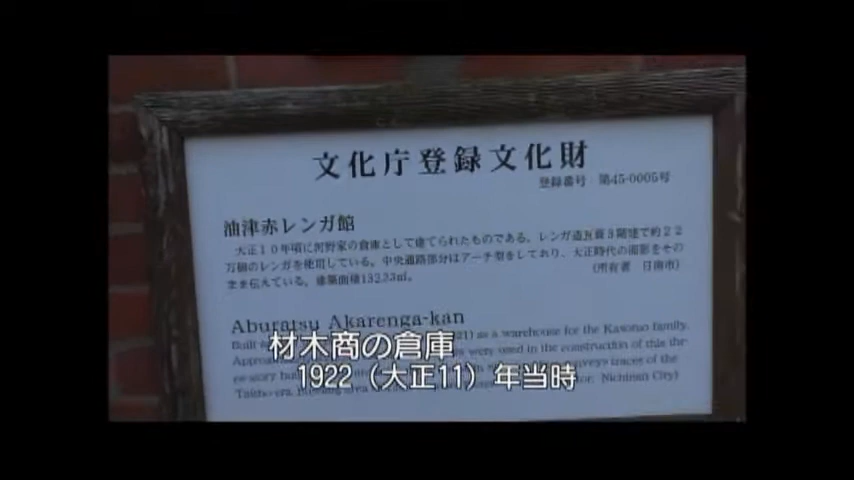 文化庁登録文化財
登録番号 第45-0005号
油津赤レンガ館
大正10年頃に河野家の倉庫として建てられたものである。レンガ造瓦葺3階建で約22
万個のレンガを使用している。中央通路部分はアーチ型をしており、大正時代の面影をその
まま伝えている。建築面積132.33㎡。
(所有者 日南市)
Aburatsu Akarenga-kan
Built 21) as a warehouse for the Kawano family.
were used in the construction of this thr
ee-story conveys traces of the
Taisho-era. Nichinan City)
材木商の倉庫
1922（大正11）年当時